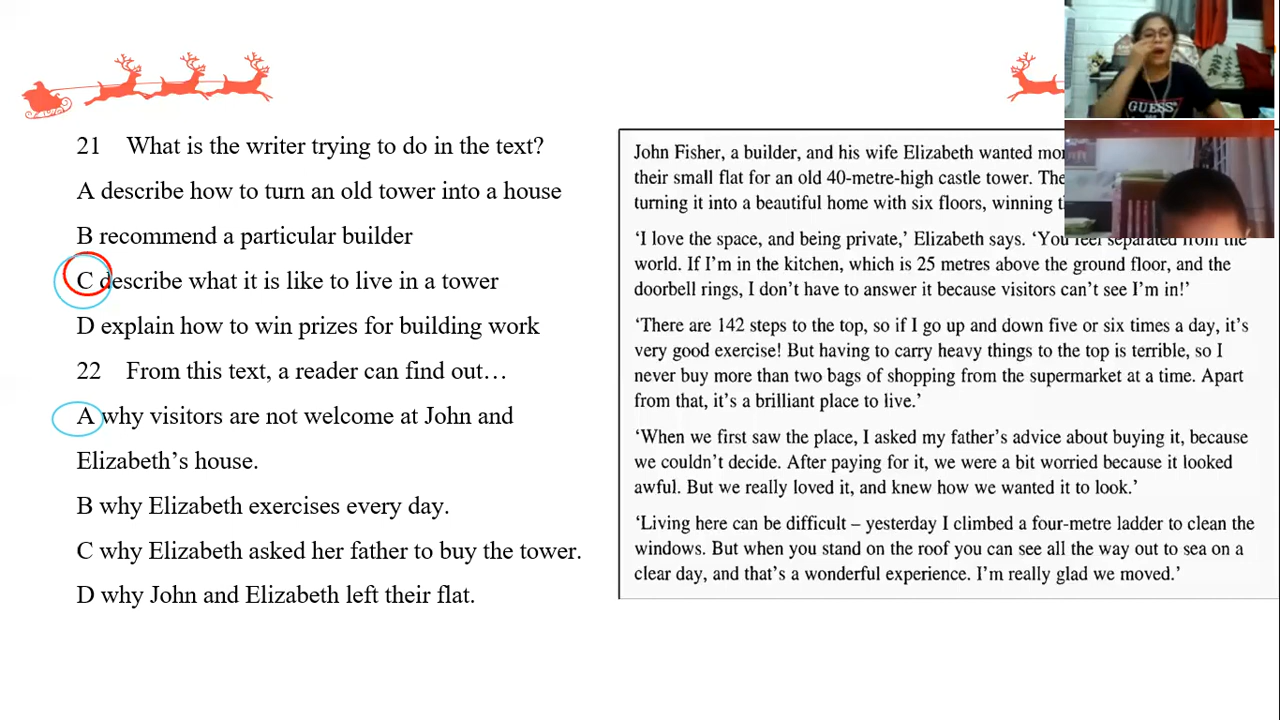 21 What is the writer trying to do in the text?
A describe how to turn an old tower into a house
B recommend a particular builder
C describe what it is like to live in a tower
D explain how to win prizes for building work
22 From this text, a reader can find out…
A why visitors are not welcome at John and
Elizabeth’s house.
B why Elizabeth exercises every day.
C why Elizabeth asked her father to buy the tower.
D why John and Elizabeth left their flat.
John Fisher, a builder, and his wife Elizabeth wanted
their small flat for an old 40-metre-high castle tower.
turning it into a beautiful home with six floors, winning
‘I love the space, and being private,’ Elizabeth says. ‘You feel separated from the
world. If I’m in the kitchen, which is 25 metres above the ground floor, and the
doorbell rings, I don’t have to answer it because visitors can’t see I’m in!’
‘There are 142 steps to the top, so if I go up and down five or six times a day, it’s
very good exercise! But having to carry heavy things to the top is terrible, so I
never buy more than two bags of shopping from the supermarket at a time. Apart
from that, it’s a brilliant place to live.’
‘When we first saw the place, I asked my father’s advice about buying it, because
we couldn’t decide. After paying for it, we were a bit worried because it looked
awful. But we really loved it, and knew how we wanted it to look.’
‘Living here can be difficult – yesterday I climbed a four-metre ladder to clean the
windows. But when you stand on the roof you can see all the way out to sea on a
clear day, and that’s a wonderful experience. I’m really glad we moved.’
GUESS